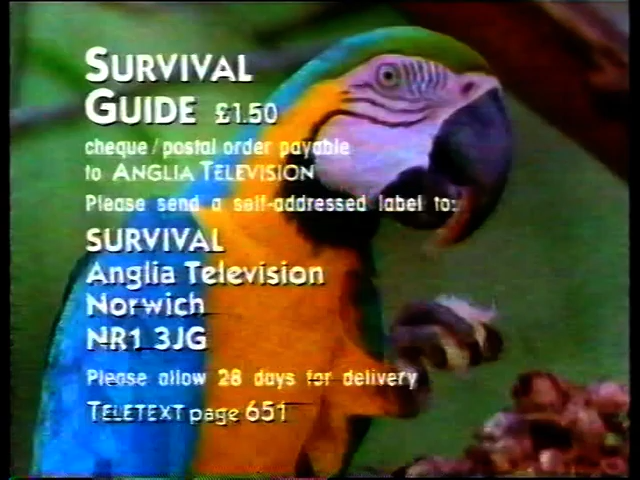 SURVIVAL
GUIDE £1.50
cheque/postal order payable
to ANGLIA TELEVISION
Please send a self-addressed label to:
SURVIVAL
Anglia Television
Norwich
NR1 3JG
Please allow 28 days for delivery
TELETEXT page 651